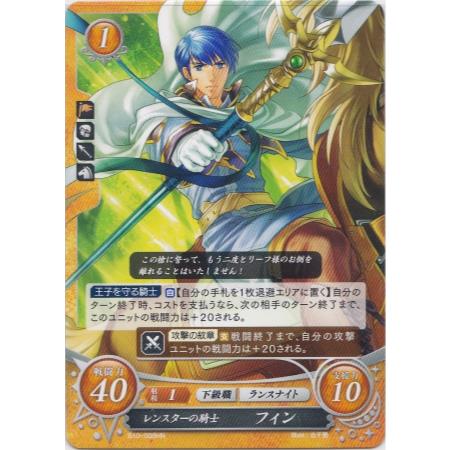 1
この槍に誓って、もう二度とリーフ様のお側を
離れることはいたしません!
王子を守る騎士 自【自分の手札を1枚退避エリアに置く】自分の
ターン終了時、コストを支払うなら、次の相手のターン終了まで、
このユニットの戦闘力は+20される。
攻撃の紋章 支 戦闘終了まで、自分の攻撃
ユニットの戦闘力は+20される。
戦闘力
40
射程 1 下級職 ランスナイト
支援力
10
レンスターの騎士 フィン